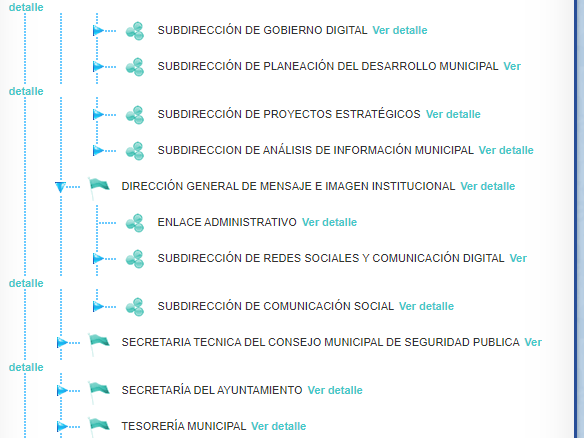 detalle
SUBDIRECCIÓN DE GOBIERNO DIGITAL Ver detalle
SUBDIRECCIÓN DE PLANEACIÓN DEL DESARROLLO MUNICIPAL Ver
detalle
SUBDIRECCIÓN DE PROYECTOS ESTRATÉGICOS Ver detalle
SUBDIRECCION DE ANÁLISIS DE INFORMACIÓN MUNICIPAL Ver detalle
DIRECCIÓN GENERAL DE MENSAJE E IMAGEN INSTITUCIONAL Ver detalle
ENLACE ADMINISTRATIVO Ver detalle
SUBDIRECCIÓN DE REDES SOCIALES Y COMUNICACIÓN DIGITAL Ver
detalle
SUBDIRECCIÓN DE COMUNICACIÓN SOCIAL Ver detalle
SECRETARIA TECNICA DEL CONSEJO MUNICIPAL DE SEGURIDAD PUBLICA Ver
detalle
SECRETARÍA DEL AYUNTAMIENTO Ver detalle
TESORERÍA MUNICIPAL Ver detalle